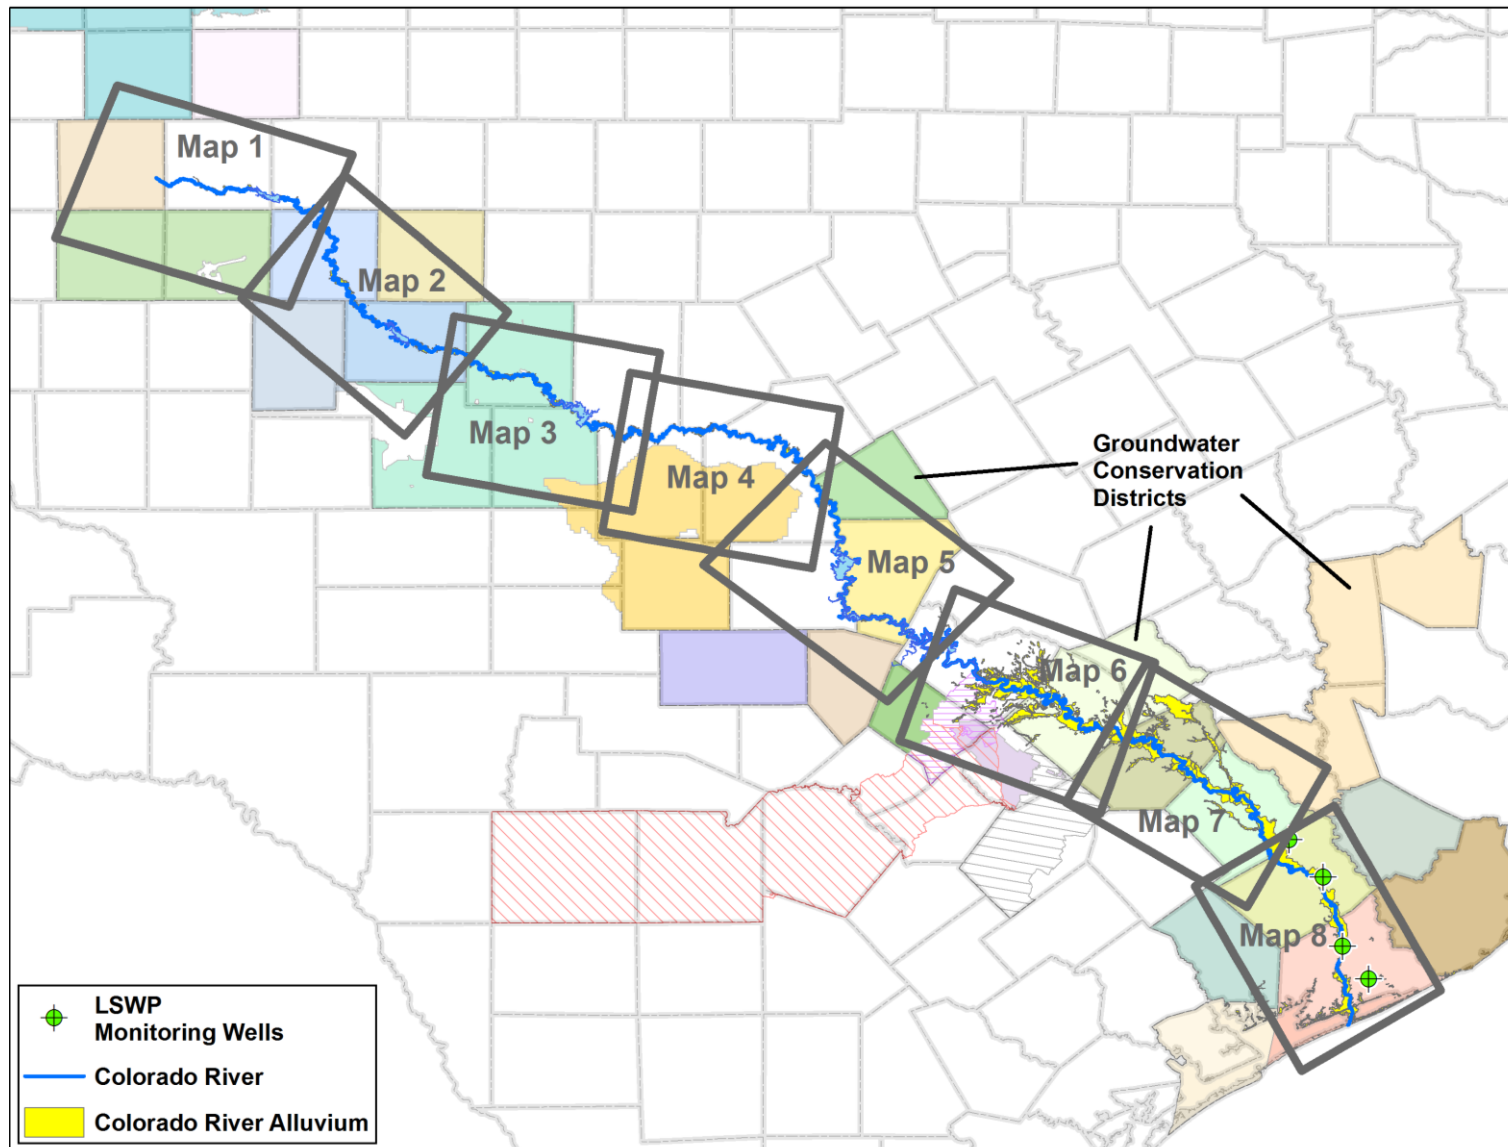 Map 1
Map 2
Map 3
Map 4
Groundwater
Conservation
Districts
Map 5
Map 6
Map 7
Map 8
LSWP
Monitoring Wells
Colorado River
Colorado River Alluvium